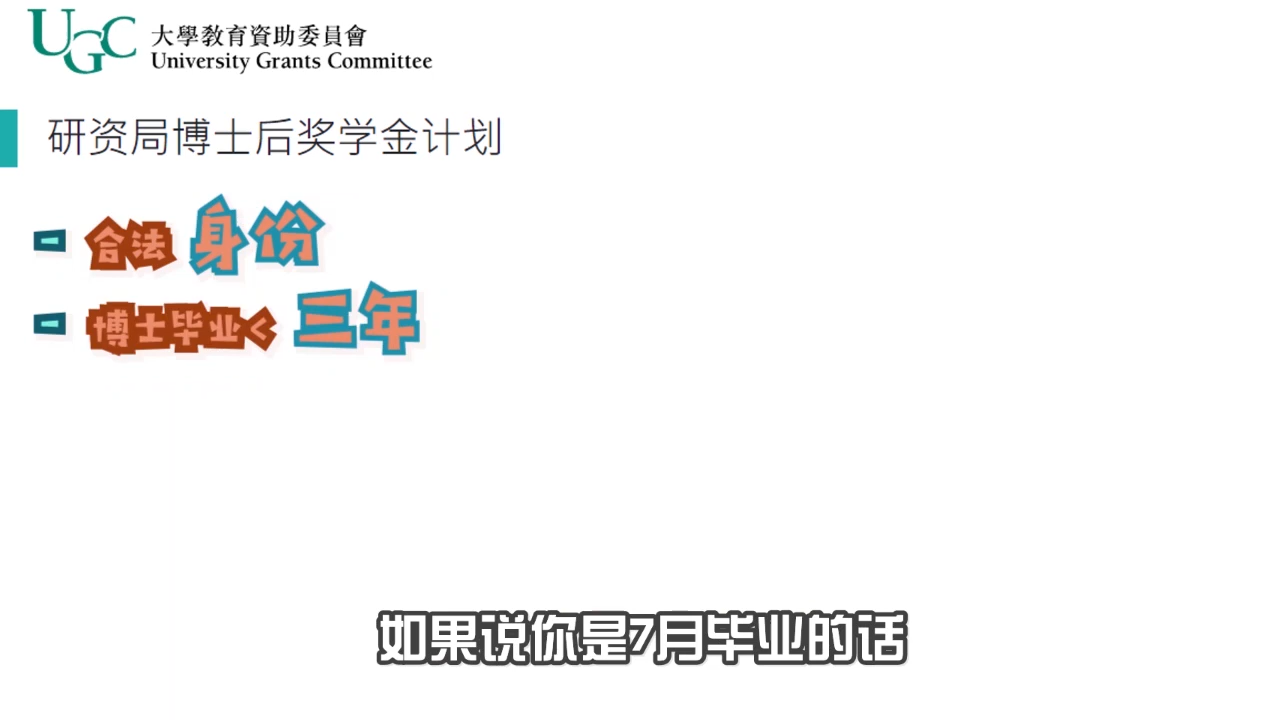 UGC 大學教育資助委員會
University Grants Committee
研资局博士后奖学金计划
- 合法身份
- 博士毕业<三年
如果说你是7月毕业的话